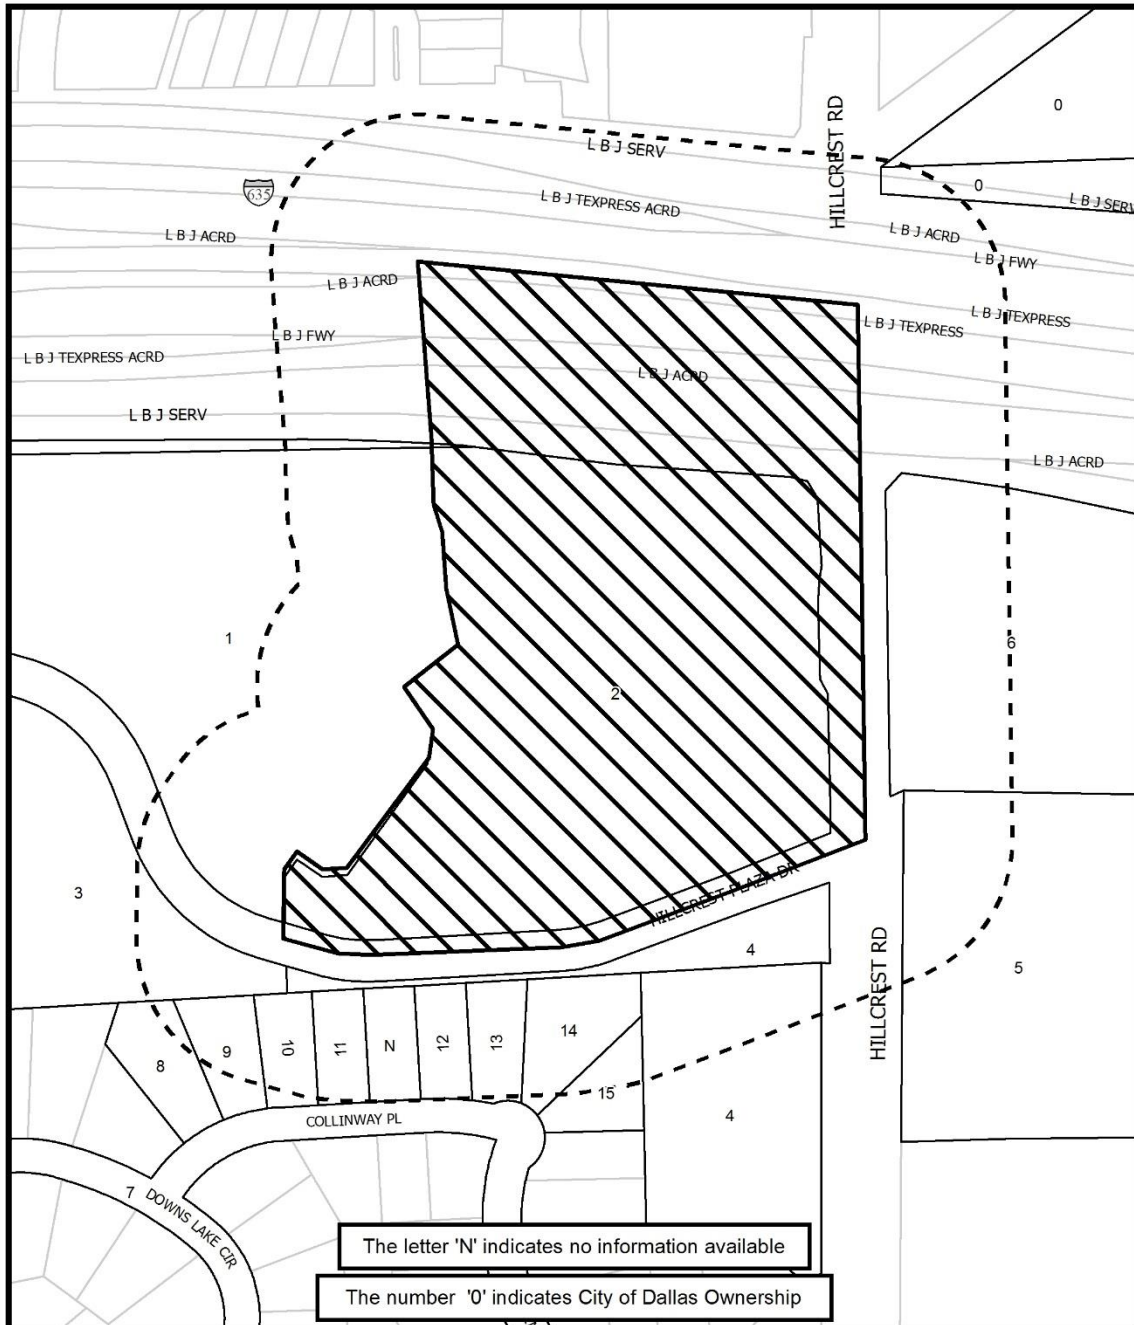 0
HILLCREST RD
L B J SERV
635
0
L B J TEXPRESS ACRD
L B J SERV
L B J ACRD
L B J ACRD
L B J FWY
L B J ACRD
L B J TEXPRESS
L B J TEXPRESS
L B J FWY
L B J TEXPRESS ACRD
L B J ACRD
L B J SERV
L B J ACRD
1
6
2
3
HILLCREST PLAZA DR
4
HILLCREST RD
5
14
8
9
10
11
N
12
13
15
4
COLLINWAY PL
7
DOWNS LAKE CIR
The letter 'N' indicates no information available
The number '0' indicates City of Dallas Ownership